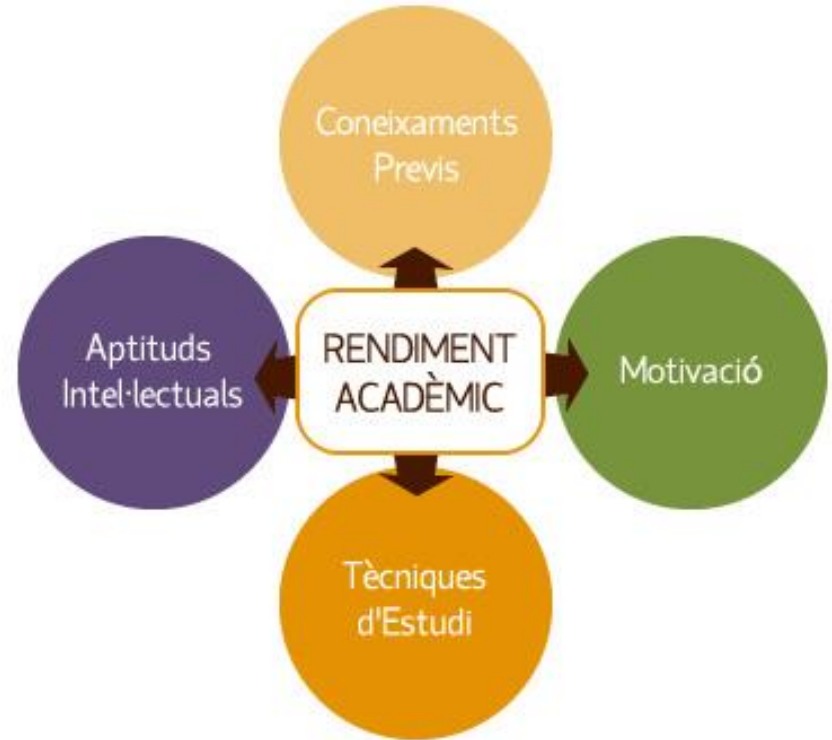 Coneixaments
Previs
Aptituds
Intel·lectuals
RENDIMENT
ACADÈMIC
Motivació
Tècniques
d'Estudi